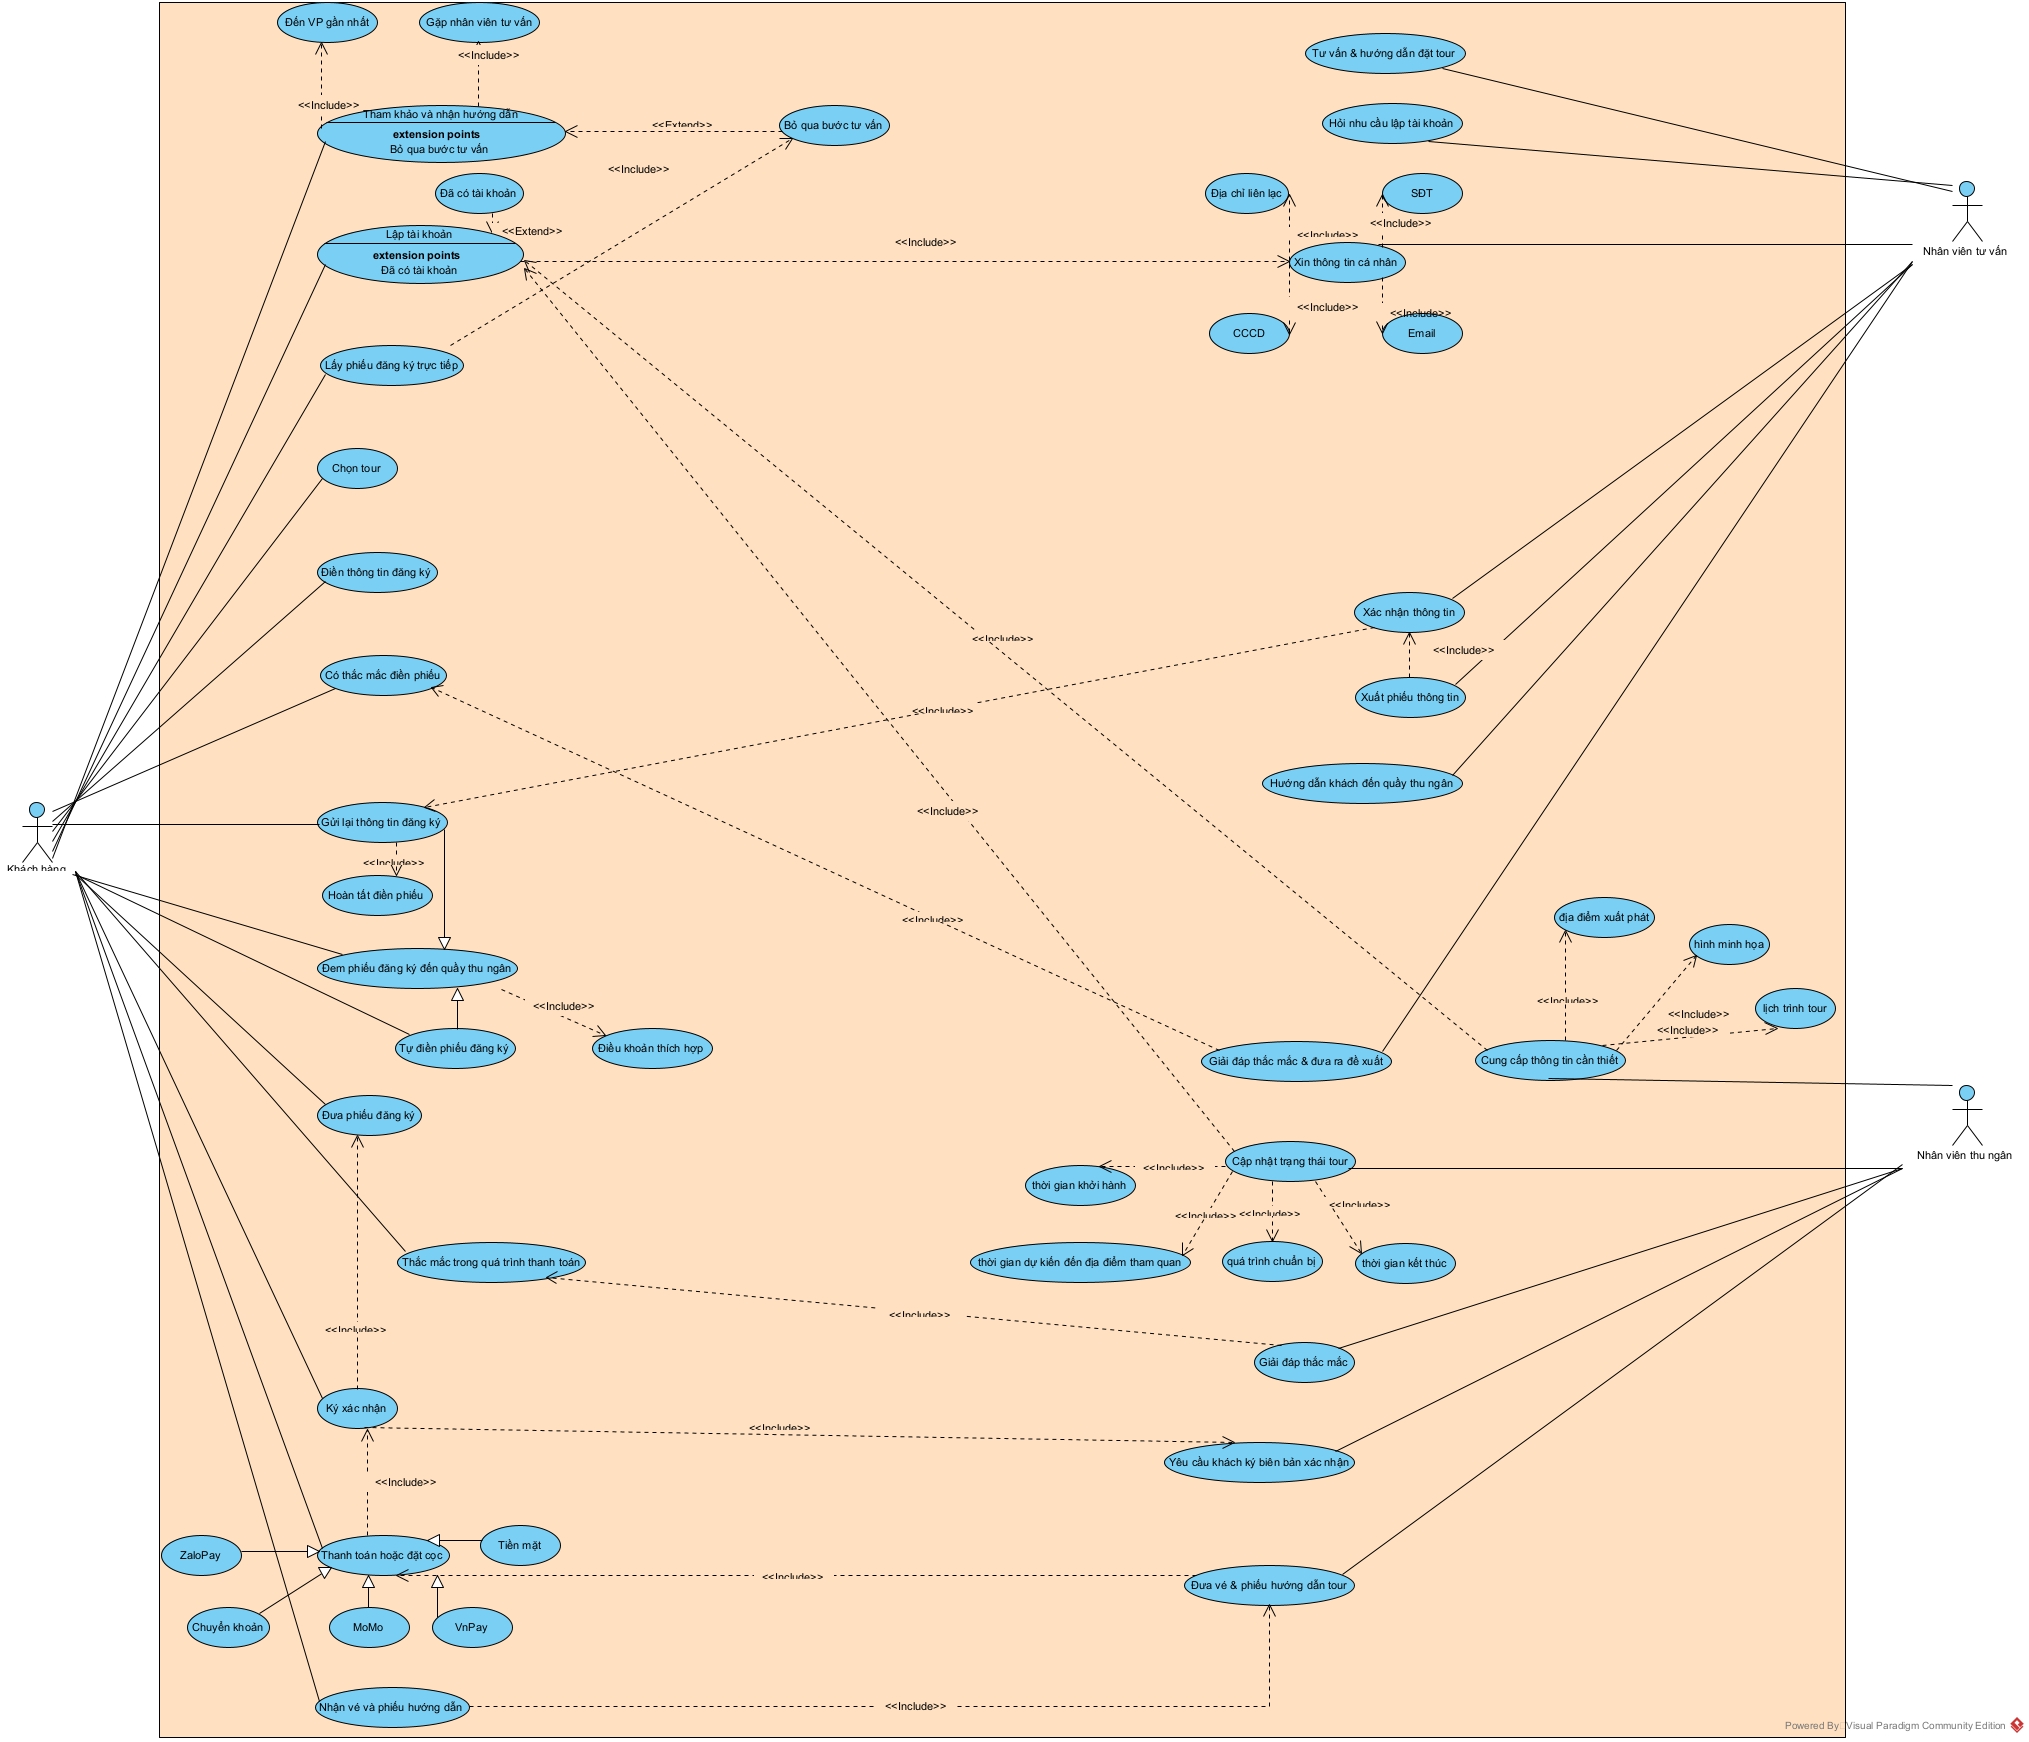 Đến VP gần nhất
Gặp nhân viên tư vấn
<<Include>>
Tư vấn & hướng dẫn đặt tour
<<Include>>
Tham khảo và nhận hướng dẫn
extension points
Bỏ qua bước tư vấn
<<Extend>>
Bỏ qua bước tư vấn
Hỏi nhu cầu lập tài khoản
<<Include>>
Đã có tài khoản
Địa chỉ liên lạc
SĐT
<<Include>>
<<Extend>>
Lập tài khoản
extension points
Đã có tài khoản
<<Include>>
<<Include>>
Xin thông tin cá nhân
Nhân viên tư vấn
<<Include>>
<<Include>>
CCCD
Email
Lấy phiếu đăng ký trực tiếp
Chọn tour
Điền thông tin đăng ký
Xác nhận thông tin
<<Include>>
<<Include>>
Có thắc mắc điền phiếu
Xuất phiếu thông tin
<<Include>>
Hướng dẫn khách đến quầy thu ngân
<<Include>>
Gửi lại thông tin đăng ký
Khách hàng
<<Include>>
Hoàn tất điền phiếu
<<Include>>
địa điểm xuất phát
hình minh họa
Đem phiếu đăng ký đến quầy thu ngân
<<Include>>
<<Include>>
lịch trình tour
<<Include>>
<<Include>>
Tự điền phiếu đăng ký
Điều khoản thích hợp
Giải đáp thắc mắc & đưa ra đề xuất
Cung cấp thông tin cần thiết
Đưa phiếu đăng ký
Nhân viên thu ngân
Cập nhật trạng thái tour
<<Include>>
thời gian khởi hành
<<Include>>
<<Include>>
<<Include>>
Thắc mắc trong quá trình thanh toán
thời gian dự kiến đến địa điểm tham quan
quá trình chuẩn bị
thời gian kết thúc
<<Include>>
<<Include>>
Giải đáp thắc mắc
Ký xác nhận
<<Include>>
Yêu cầu khách ký biên bản xác nhận
<<Include>>
Tiền mặt
ZaloPay
Thanh toán hoặc đặt cọc
<<Include>>
Đưa vé & phiếu hướng dẫn tour
Chuyển khoản
MoMo
VnPay
Nhận vé và phiếu hướng dẫn
<<Include>>
Powered By Visual Paradigm Community Edition